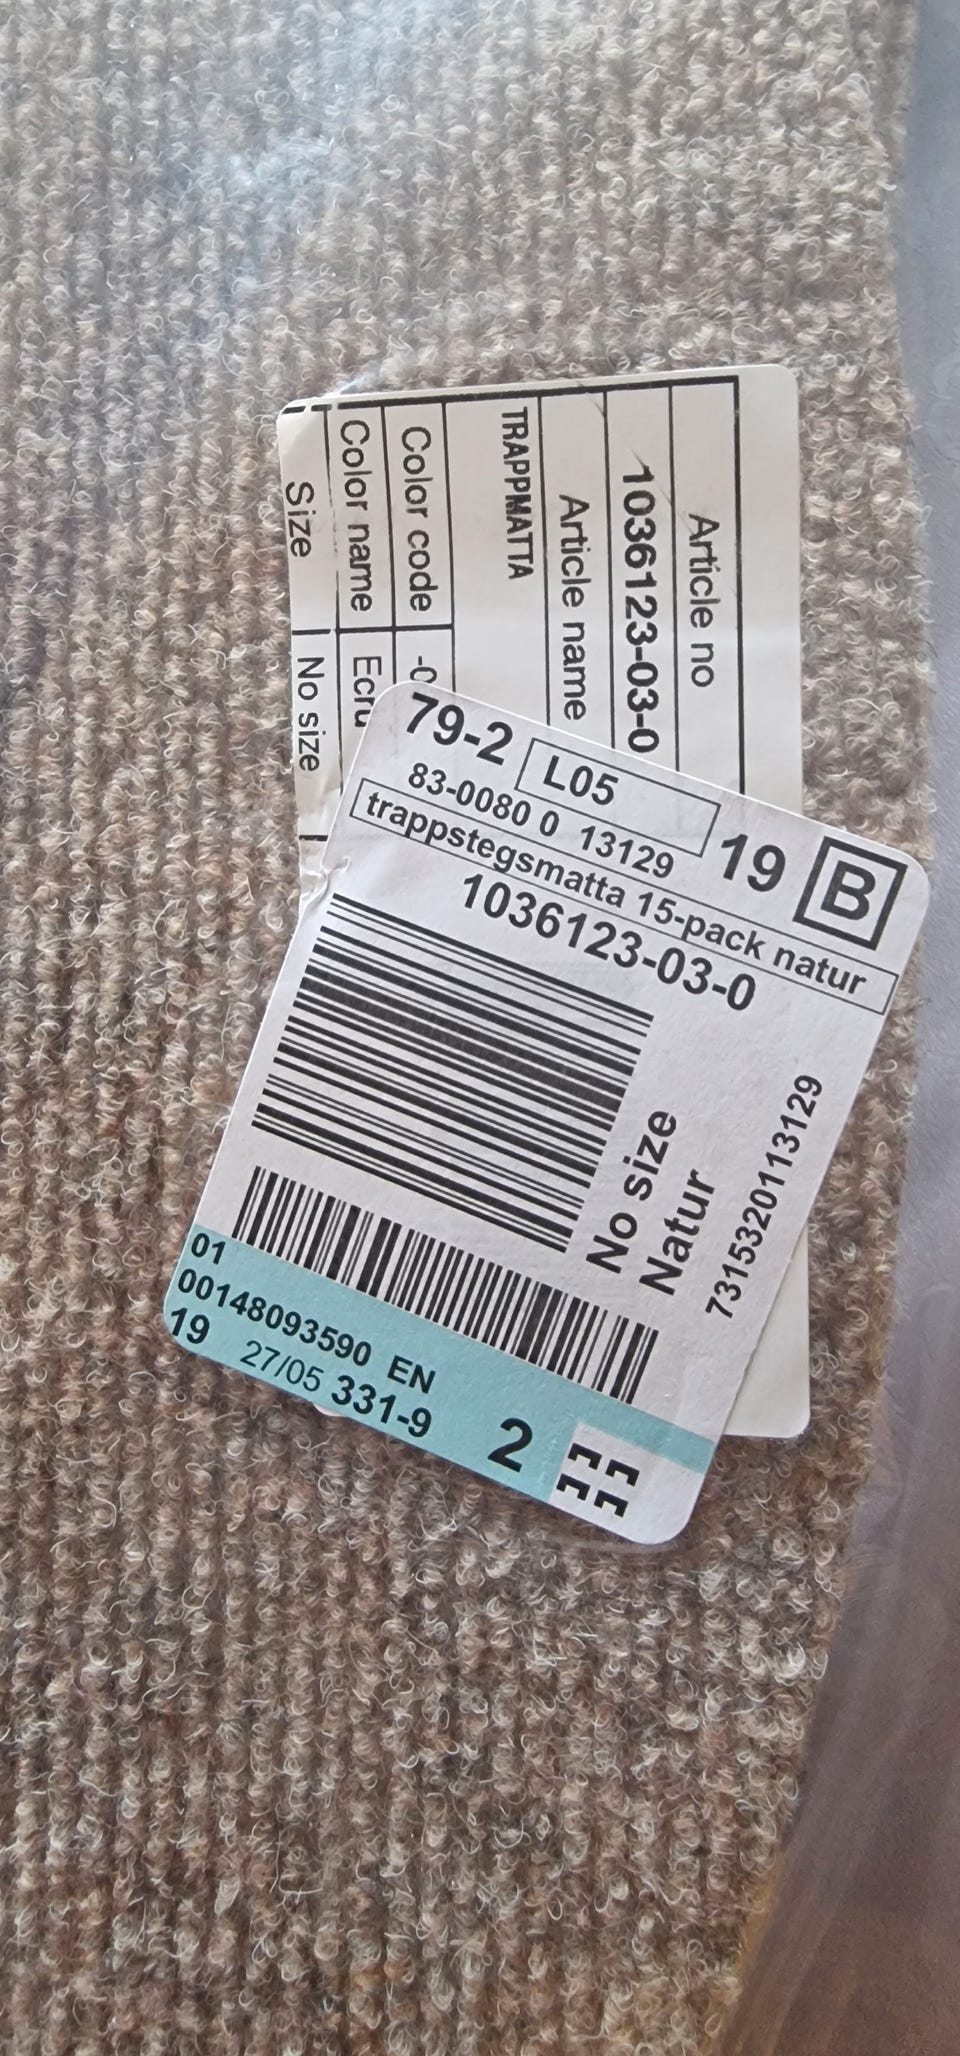 Article no
1036123-03-0
Article name
TRAPPMATTA
Color code -0
Color name Ecru
Size No size
79-2 L05 19 B
83-0080 0 13129
trappstegsmatta 15-pack natur
1036123-03-0
No size
Natur
7315320113129
01
00148093590 EN
19 27/05 331-9 2